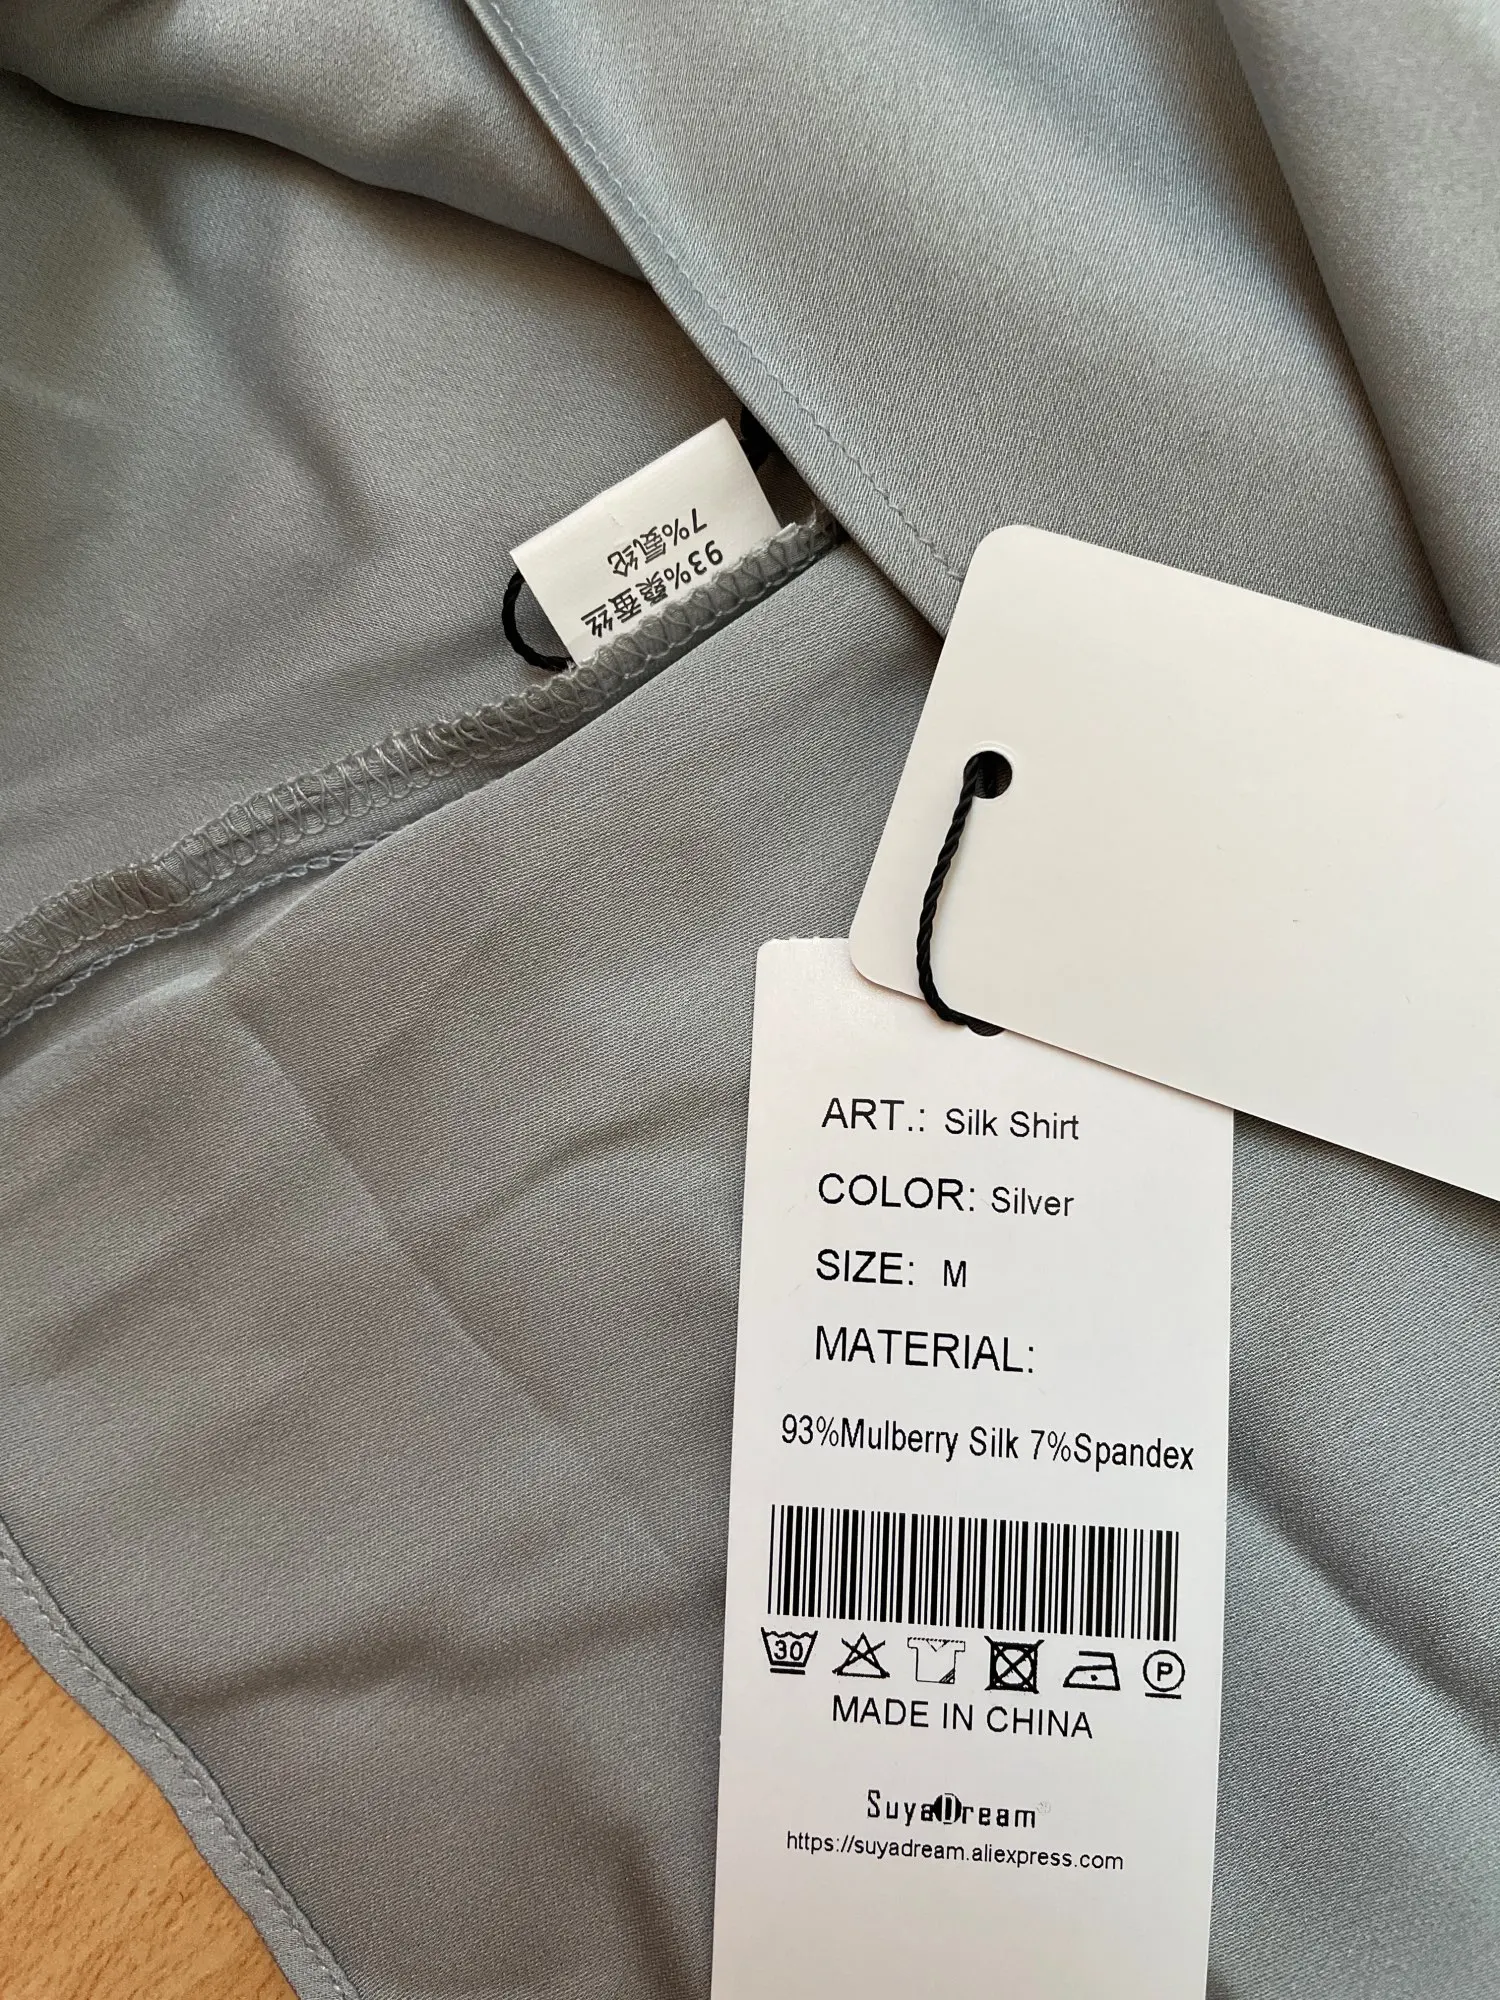 93%桑蚕丝
7%氨纶
ART.: Silk Shirt
COLOR: Silver
SIZE: M
MATERIAL:
93%Mulberry Silk 7%Spandex
30
P
MADE IN CHINA
SuyaDream®
https://suyadream.aliexpress.com